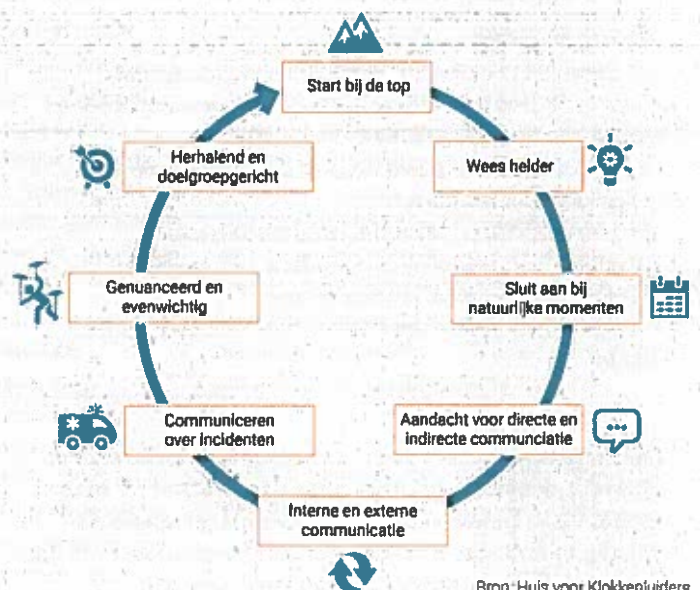 Start bij de top
Wees helder
Sluit aan bij
natuurlijke momenten
Aandacht voor directe en
indirecte communciatie
Interne en externe
communicatie
Communiceren
over incidenten
Genuanceerd en
evenwichtig
Herhalend en
doelgroepgericht
Bron: Huis voor Klokkenluiders